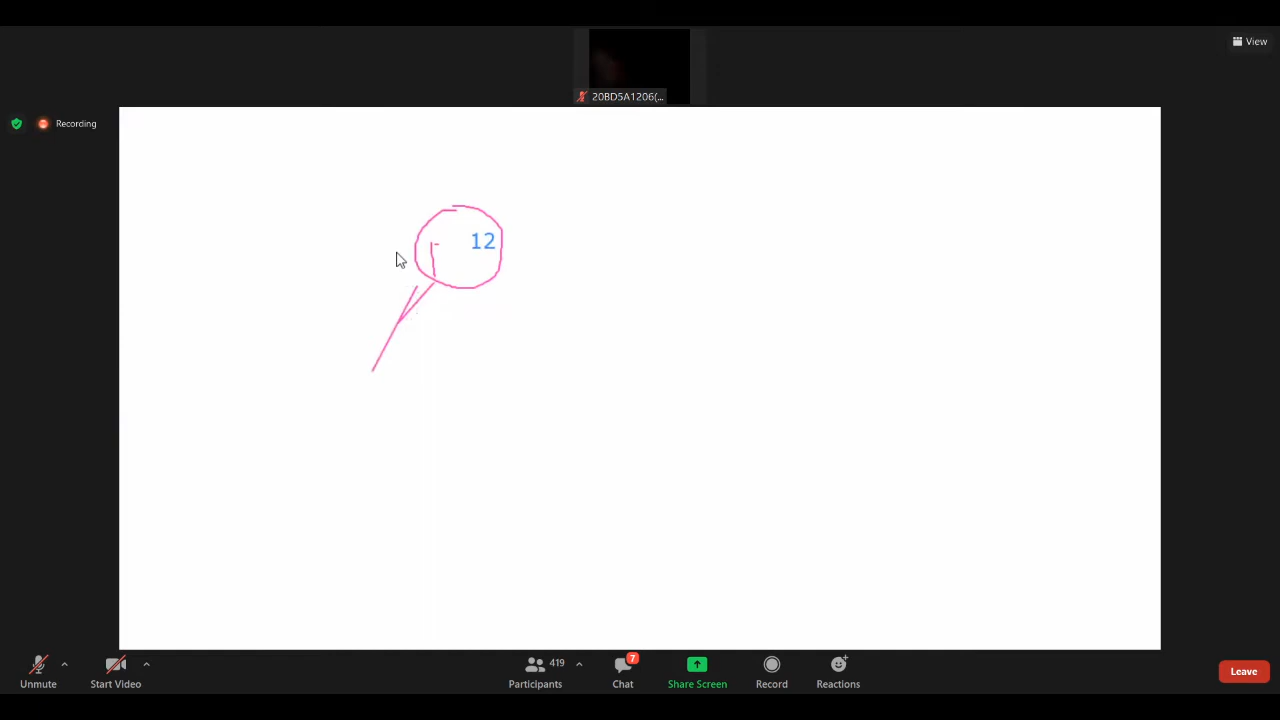 View
20BD5A1206(...
Recording
12
419
7
Unmute
Start Video
Participants
Chat
Share Screen
Record
Reactions
Leave